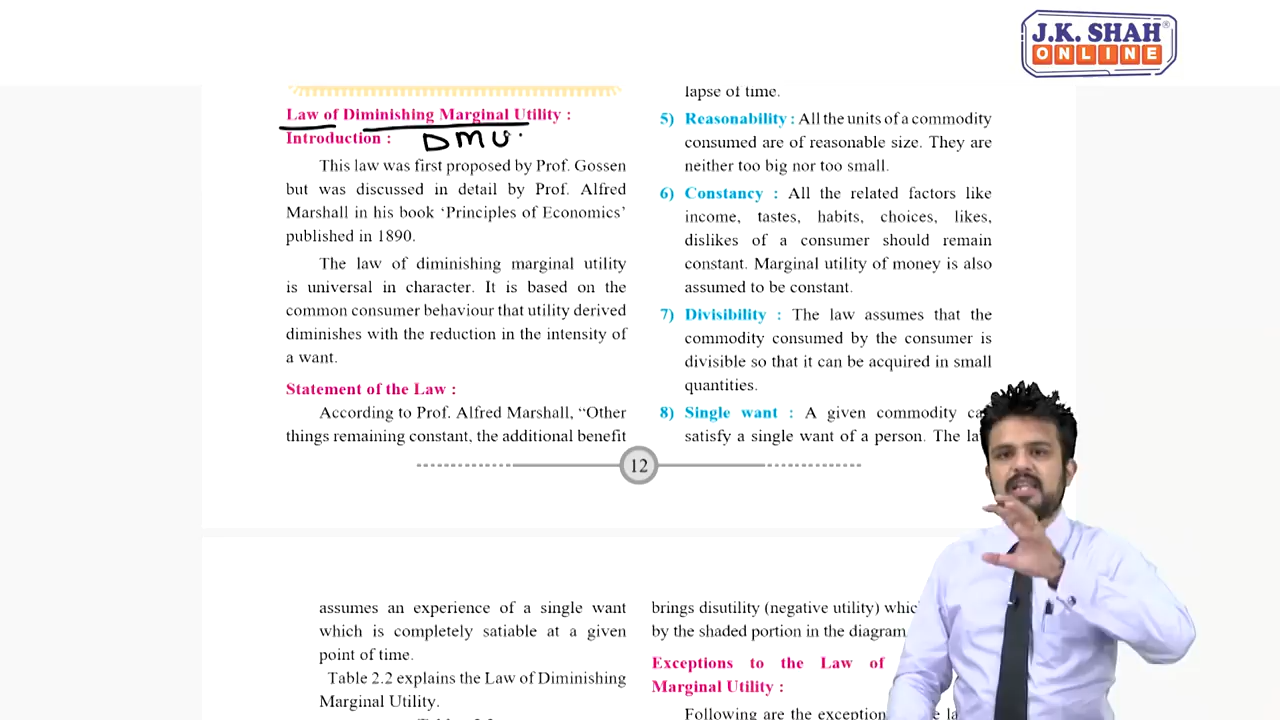 J.K. SHAH®
ONLINE
Law of Diminishing Marginal Utility :
Introduction :
DMU
This law was first proposed by Prof. Gossen
but was discussed in detail by Prof. Alfred
Marshall in his book ‘Principles of Economics’
published in 1890.
The law of diminishing marginal utility
is universal in character. It is based on the
common consumer behaviour that utility derived
diminishes with the reduction in the intensity of
a want.
Statement of the Law :
According to Prof. Alfred Marshall, “Other
things remaining constant, the additional benefit
lapse of time.
5) Reasonability : All the units of a commodity
consumed are of reasonable size. They are
neither too big nor too small.
6) Constancy : All the related factors like
income, tastes, habits, choices, likes,
dislikes of a consumer should remain
constant. Marginal utility of money is also
assumed to be constant.
7) Divisibility : The law assumes that the
commodity consumed by the consumer is
divisible so that it can be acquired in small
quantities.
8) Single want : A given commodity
satisfy a single want of a person. The
12
assumes an experience of a single want
which is completely satiable at a given
point of time.
Table 2.2 explains the Law of Diminishing
Marginal Utility.
brings disutility (negative utility)
by the shaded portion in the diagram
Exceptions to the Law of
Marginal Utility :
Following are the